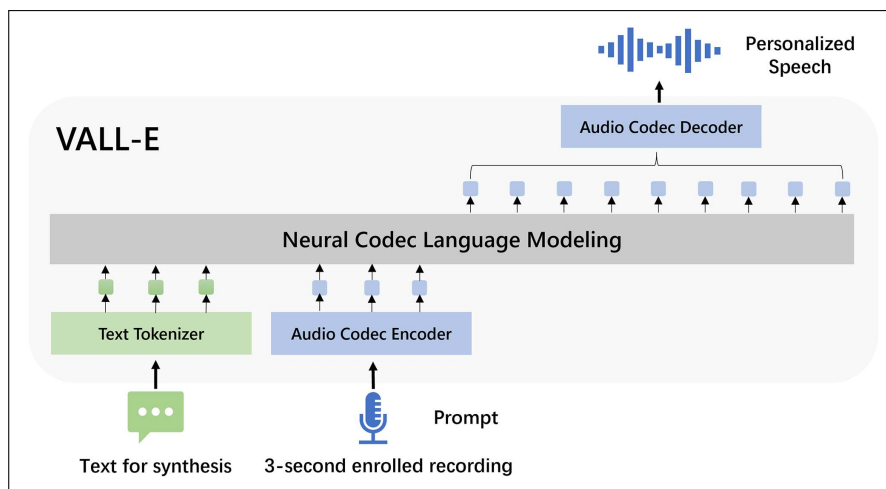 Personalized
Speech
Audio Codec Decoder
VALL-E
Neural Codec Language Modeling
Text Tokenizer
Audio Codec Encoder
Prompt
Text for synthesis
3-second enrolled recording